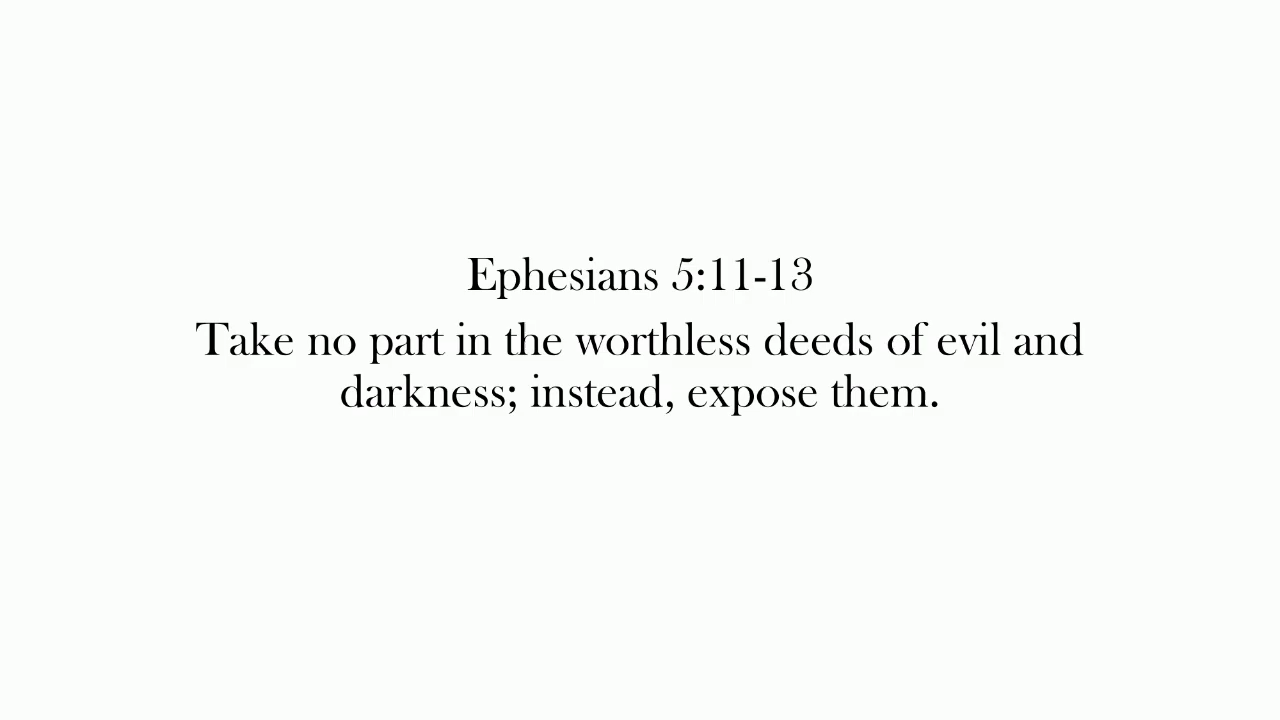 Ephesians 5:11-13
Take no part in the worthless deeds of evil and
darkness; instead, expose them.